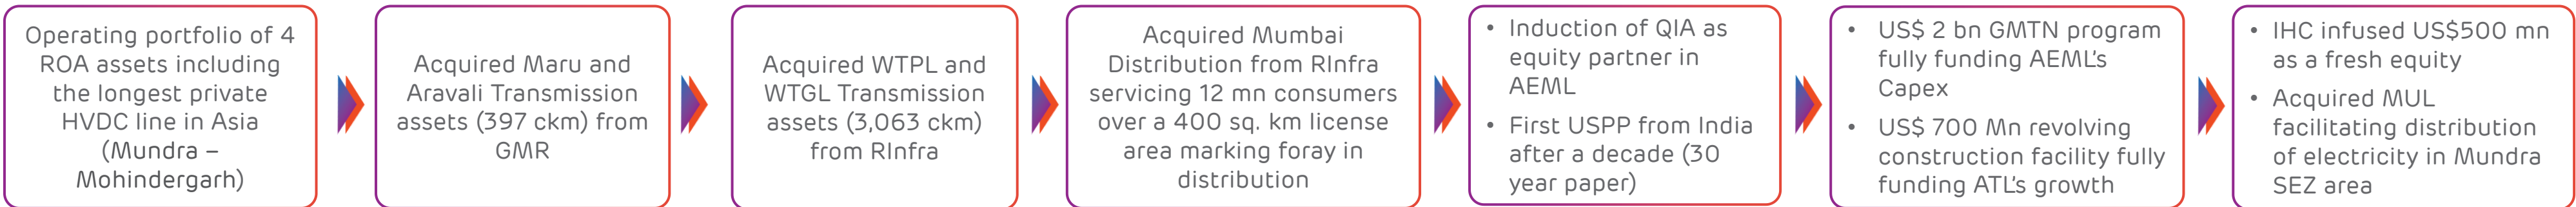 Operating portfolio of 4
ROA assets including
the longest private
HVDC line in Asia
(Mundra –
Mohindergarh)
Acquired Maru and
Aravali Transmission
assets (397 ckm) from
GMR
Acquired WTPL and
WTGL Transmission
assets (3,063 ckm)
from RInfra
Acquired Mumbai
Distribution from RInfra
servicing 12 mn consumers
over a 400 sq. km license
area marking foray in
distribution
• Induction of QIA as
equity partner in
AEML
• First USPP from India
after a decade (30
year paper)
• US$ 2 bn GMTN program
fully funding AEML's
Capex
• US$ 700 Mn revolving
construction facility fully
funding ATL's growth
• IHC infused US$500 mn
as a fresh equity
• Acquired MUL
facilitating distribution
of electricity in Mundra
SEZ area